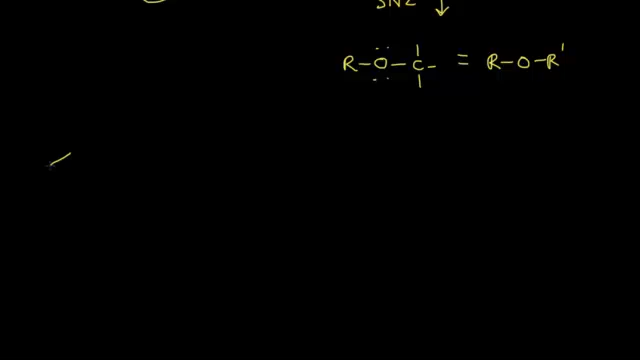 SN2 ↓
R-O-C- = R-O-R'